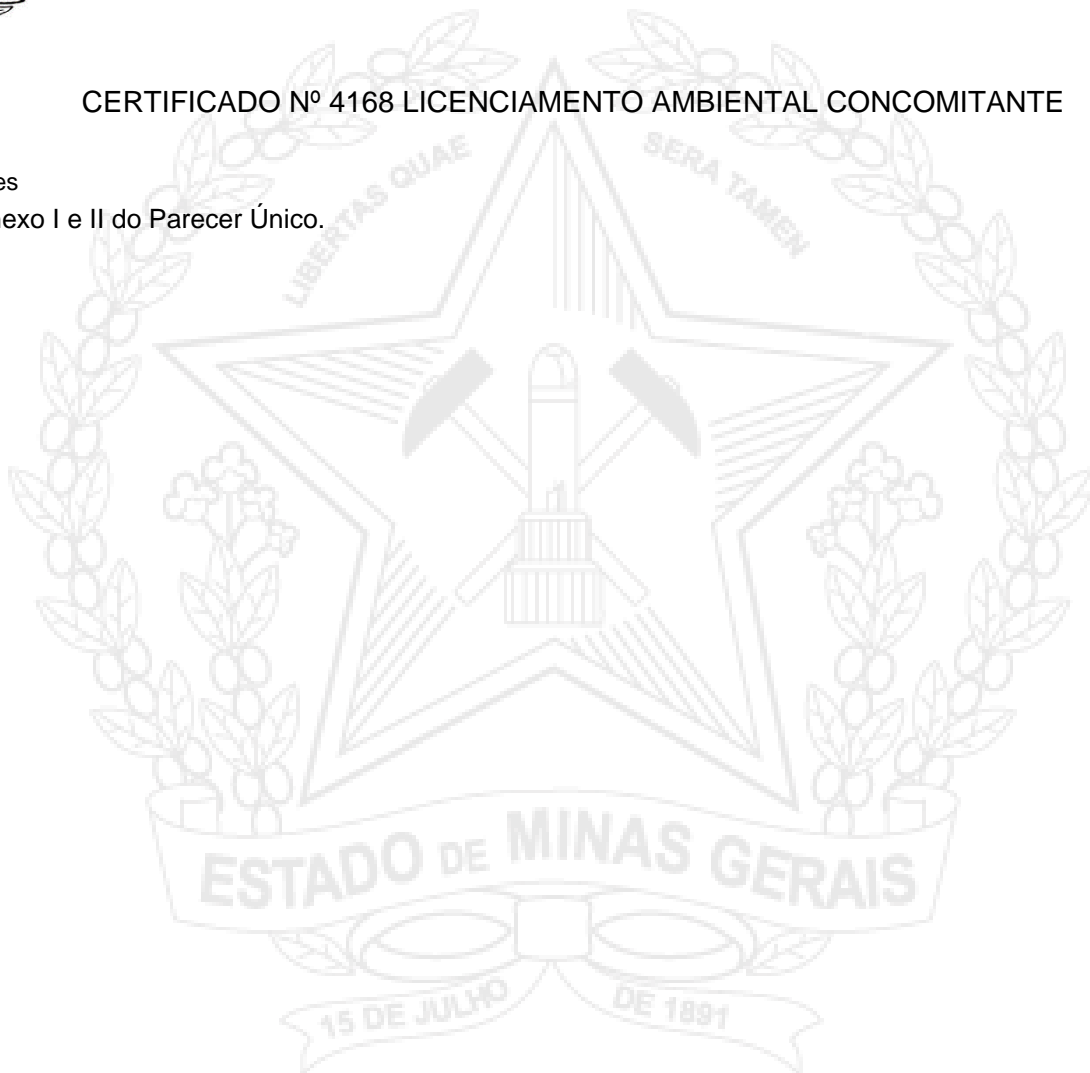 CERTIFICADO Nº 4168 LICENCIAMENTO AMBIENTAL CONCOMITANTE
es
exo I e II do Parecer Único.
LIBERTAS QUAE SERA TAMEN
ESTADO DE MINAS GERAIS
15 DE JULHO DE 1891